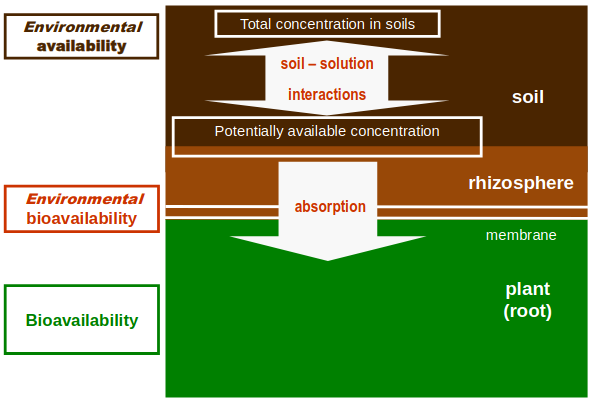 Environmental
availability
Total concentration in soils
soil – solution
interactions
soil
Potentially available concentration
rhizosphere
Environmental
bioavailability
absorption
membrane
plant
(root)
Bioavailability